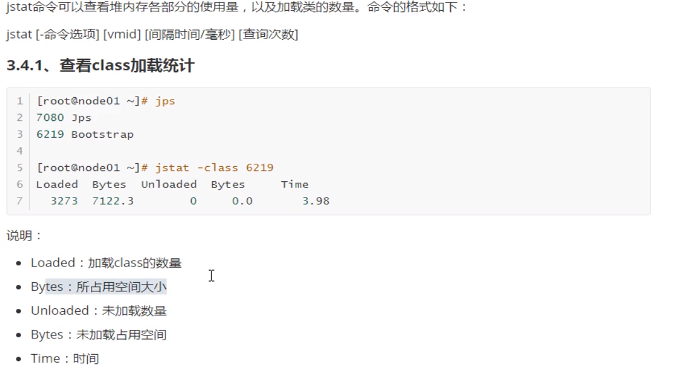 jstat命令可以查看堆内存各部分的使用量，以及加载类的数量。命令的格式如下：
jstat [-命令选项] [vmid] [间隔时间/毫秒] [查询次数]
3.4.1、查看class加载统计
1 [root@node01 ~]# jps
2 7080 Jps
3 6219 Bootstrap
4
5 [root@node01 ~]# jstat -class 6219
6 Loaded  Bytes  Unloaded  Bytes     Time
7   3273  7122.3        0     0.0       3.98
说明：
• Loaded：加载class的数量
• Bytes：所占用空间大小
• Unloaded：未加载数量
• Bytes：未加载占用空间
• Time：时间